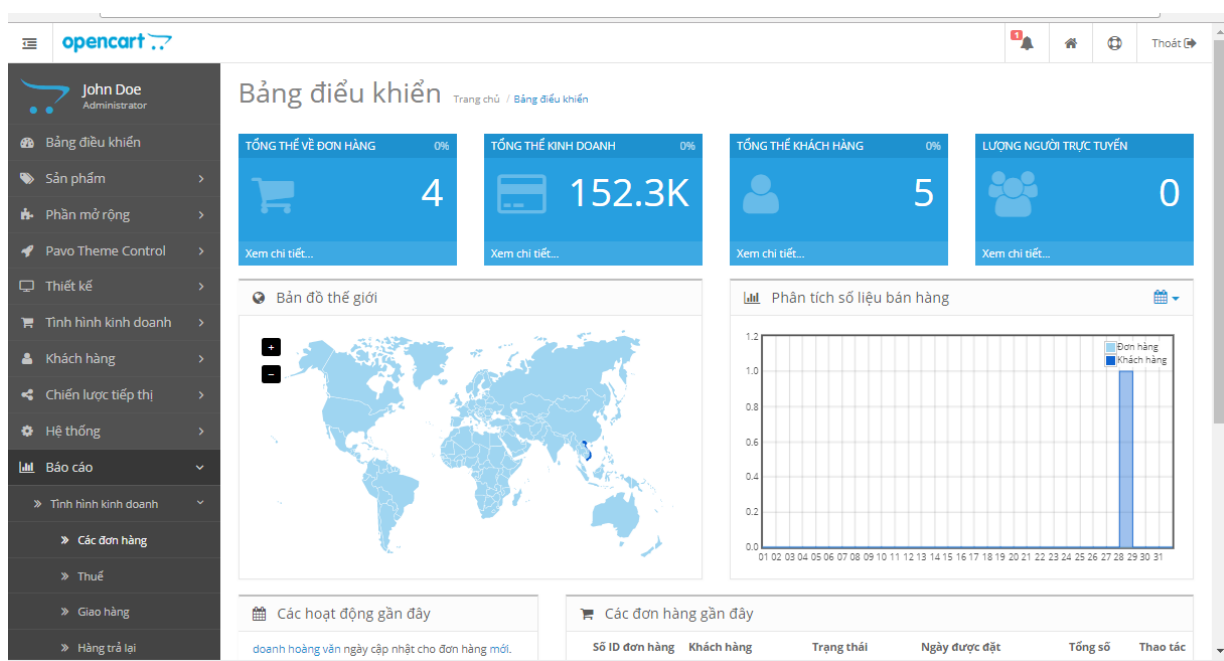 opencart
1
Thoát
John Doe
Administrator
Bảng điều khiển
Sản phẩm
Phần mở rộng
Pavo Theme Control
Thiết kế
Tình hình kinh doanh
Khách hàng
Chiến lược tiếp thị
Hệ thống
Báo cáo
Tình hình kinh doanh
Các đơn hàng
Thuế
Giao hàng
Hàng trả lại
Bảng điểu khiển Trang chủ / Bảng điểu khiển
TỔNG THỂ VỀ ĐƠN HÀNG 0%
4
Xem chi tiết...
TỔNG THỂ KINH DOANH 0%
152.3K
Xem chi tiết...
TỔNG THỂ KHÁCH HÀNG 0%
5
Xem chi tiết...
LƯỢNG NGƯỜI TRỰC TUYẾN
0
Xem chi tiết...
Bản đồ thế giới
+
−
Phân tích số liệu bán hàng
Đơn hàng
Khách hàng
1.2
1.0
0.8
0.6
0.4
0.2
0.0
01 02 03 04 05 06 07 08 09 10 11 12 13 14 15 16 17 18 19 20 21 22 23 24 25 26 27 28 29 30 31
Các hoạt động gần đây
doanh hoàng văn ngày cập nhật cho đơn hàng mới.
Các đơn hàng gần đây
Số ID đơn hàng Khách hàng Trạng thái Ngày được đặt Tổng số Thao tác